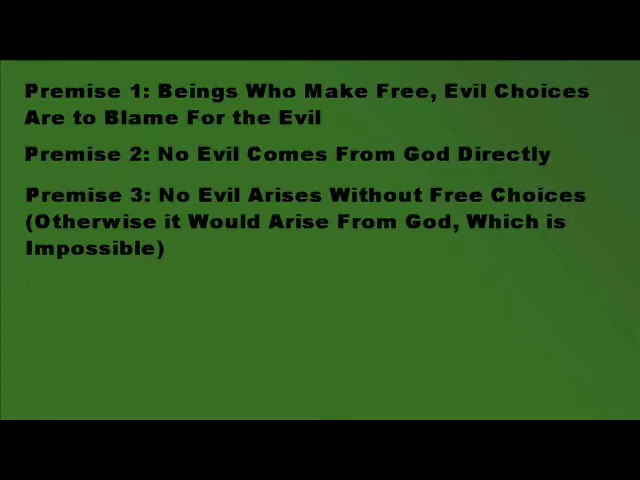 Premise 1: Beings Who Make Free, Evil Choices
Are to Blame For the Evil
Premise 2: No Evil Comes From God Directly
Premise 3: No Evil Arises Without Free Choices
(Otherwise it Would Arise From God, Which is
Impossible)